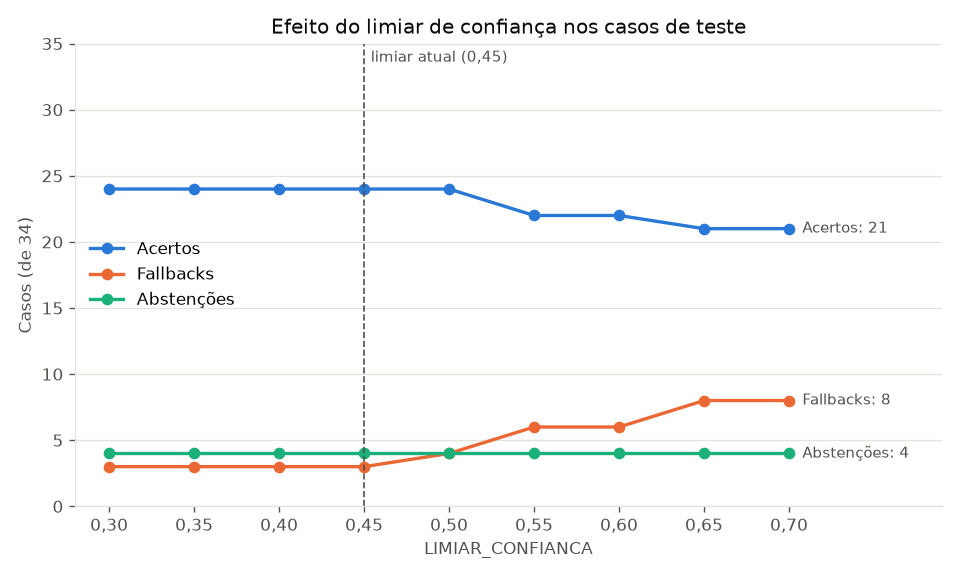 Efeito do limiar de confiança nos casos de teste
35
limiar atual (0,45)
30
25
20
15
10
5
0
Casos (de 34)
Acertos
Fallbacks
Abstenções
Acertos: 21
Fallbacks: 8
Abstenções: 4
0,30 0,35 0,40 0,45 0,50 0,55 0,60 0,65 0,70
LIMIAR_CONFIANCA